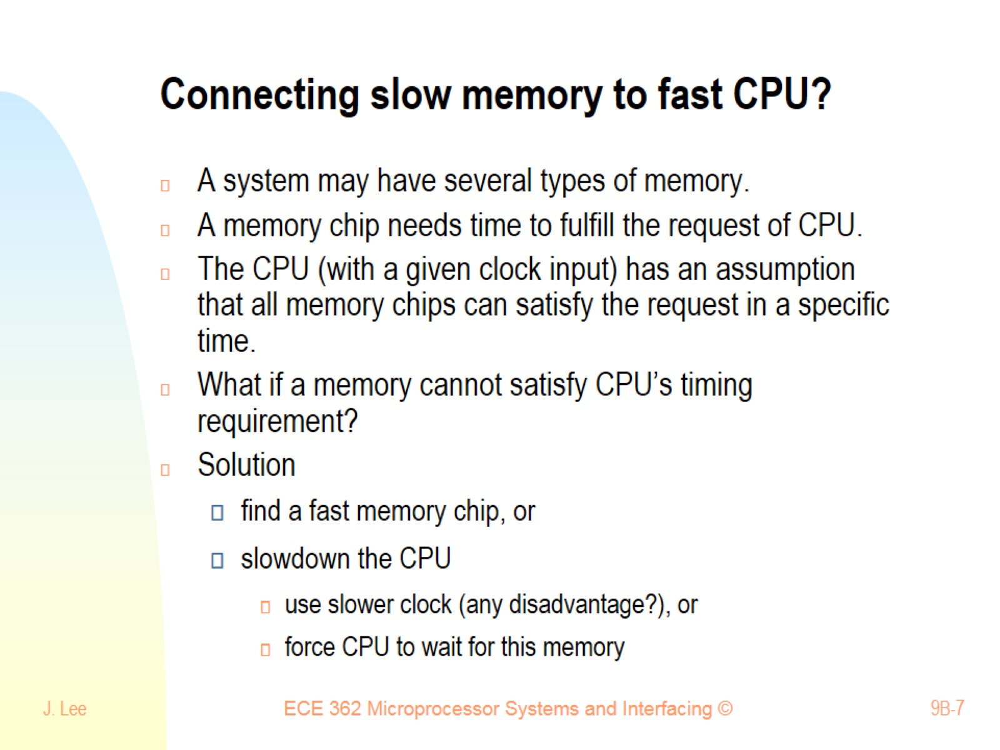 Connecting slow memory to fast CPU?
A system may have several types of memory.
A memory chip needs time to fulfill the request of CPU.
The CPU (with a given clock input) has an assumption
that all memory chips can satisfy the request in a specific
time.
What if a memory cannot satisfy CPU’s timing
requirement?
Solution
find a fast memory chip, or
slowdown the CPU
use slower clock (any disadvantage?), or
force CPU to wait for this memory
J. Lee
ECE 362 Microprocessor Systems and Interfacing ©
9B-7